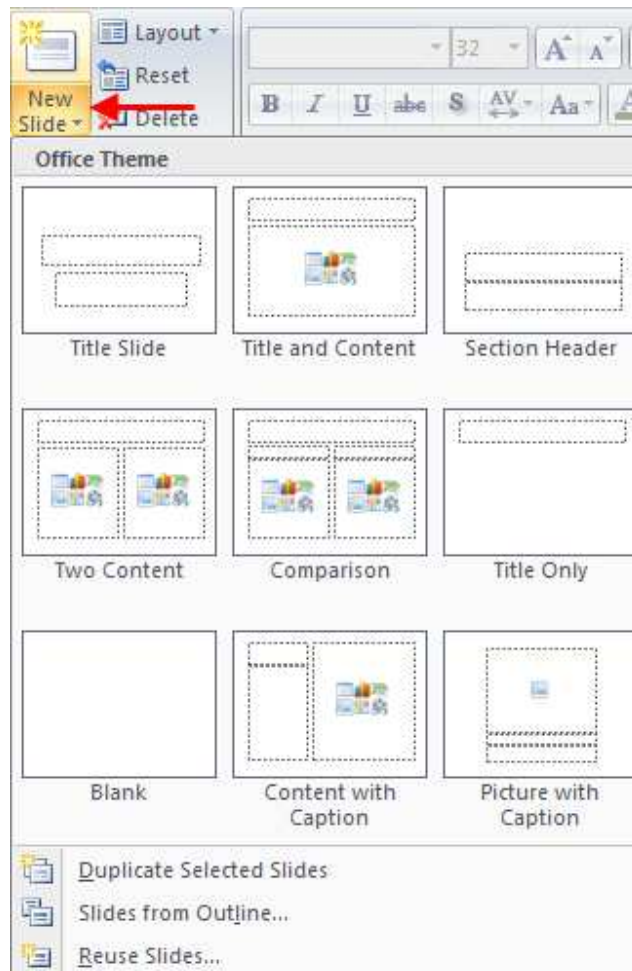 Layout
32
A A
Reset
New
Slide
Delete
B I U abc S AV Aa A
Office Theme
Title Slide
Title and Content
Section Header
Two Content
Comparison
Title Only
Blank
Content with
Caption
Picture with
Caption
Duplicate Selected Slides
Slides from Outline...
Reuse Slides...